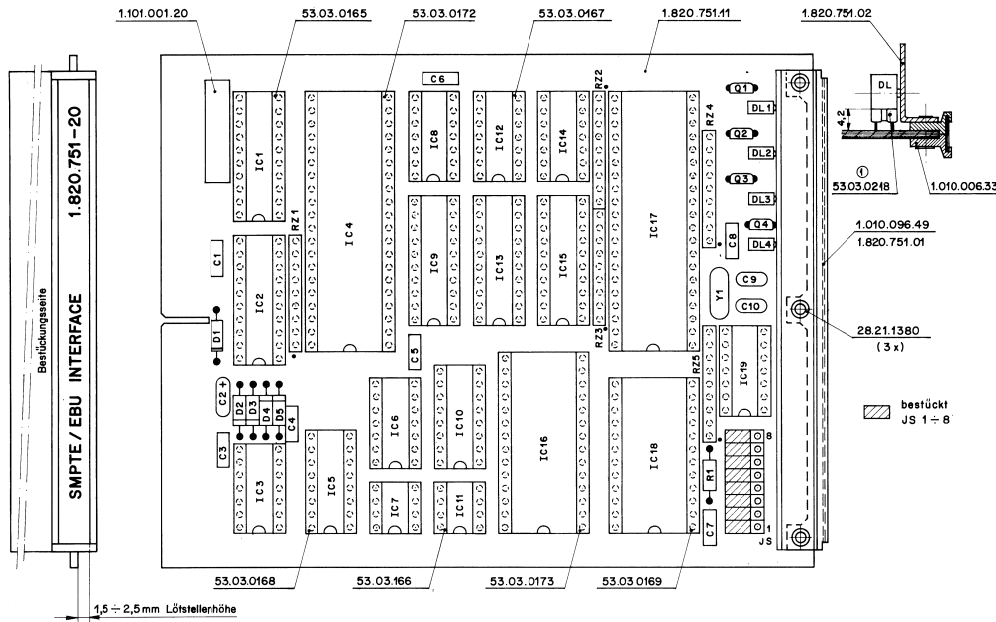 1.101.001.20
53.03.0165
53.03.0172
53.03.0167
1.820.751.11
1.820.751.02
Bestückungsseite
SMPTE / EBU INTERFACE 1.820.751-20
C6
RZ2
Q1
DL
DL1
RZ4
4,2
IC1
IC8
IC12
IC14
Q2
DL2
Q3
①
53.03.0218
1.010.006.33
DL3
RZ1
IC4
IC17
Q4
1.010.096.49
C1
IC9
IC13
IC15
C8
DL4
1.820.751.01
IC2
Y1
C9
C10
D1
RZ3
28.21.1380
(3x)
C5
RZ5
IC19
C2 +
D2
D3
D4
D5
C4
IC6
IC10
bestückt
JS 1÷8
C3
IC16
IC18
8
IC3
IC5
R1
IC7
IC11
C7
1
JS
53.03.0168
53.03.166
53.03.0173
53.03.0169
1,5 ÷ 2,5 mm Lötstellenhöhe